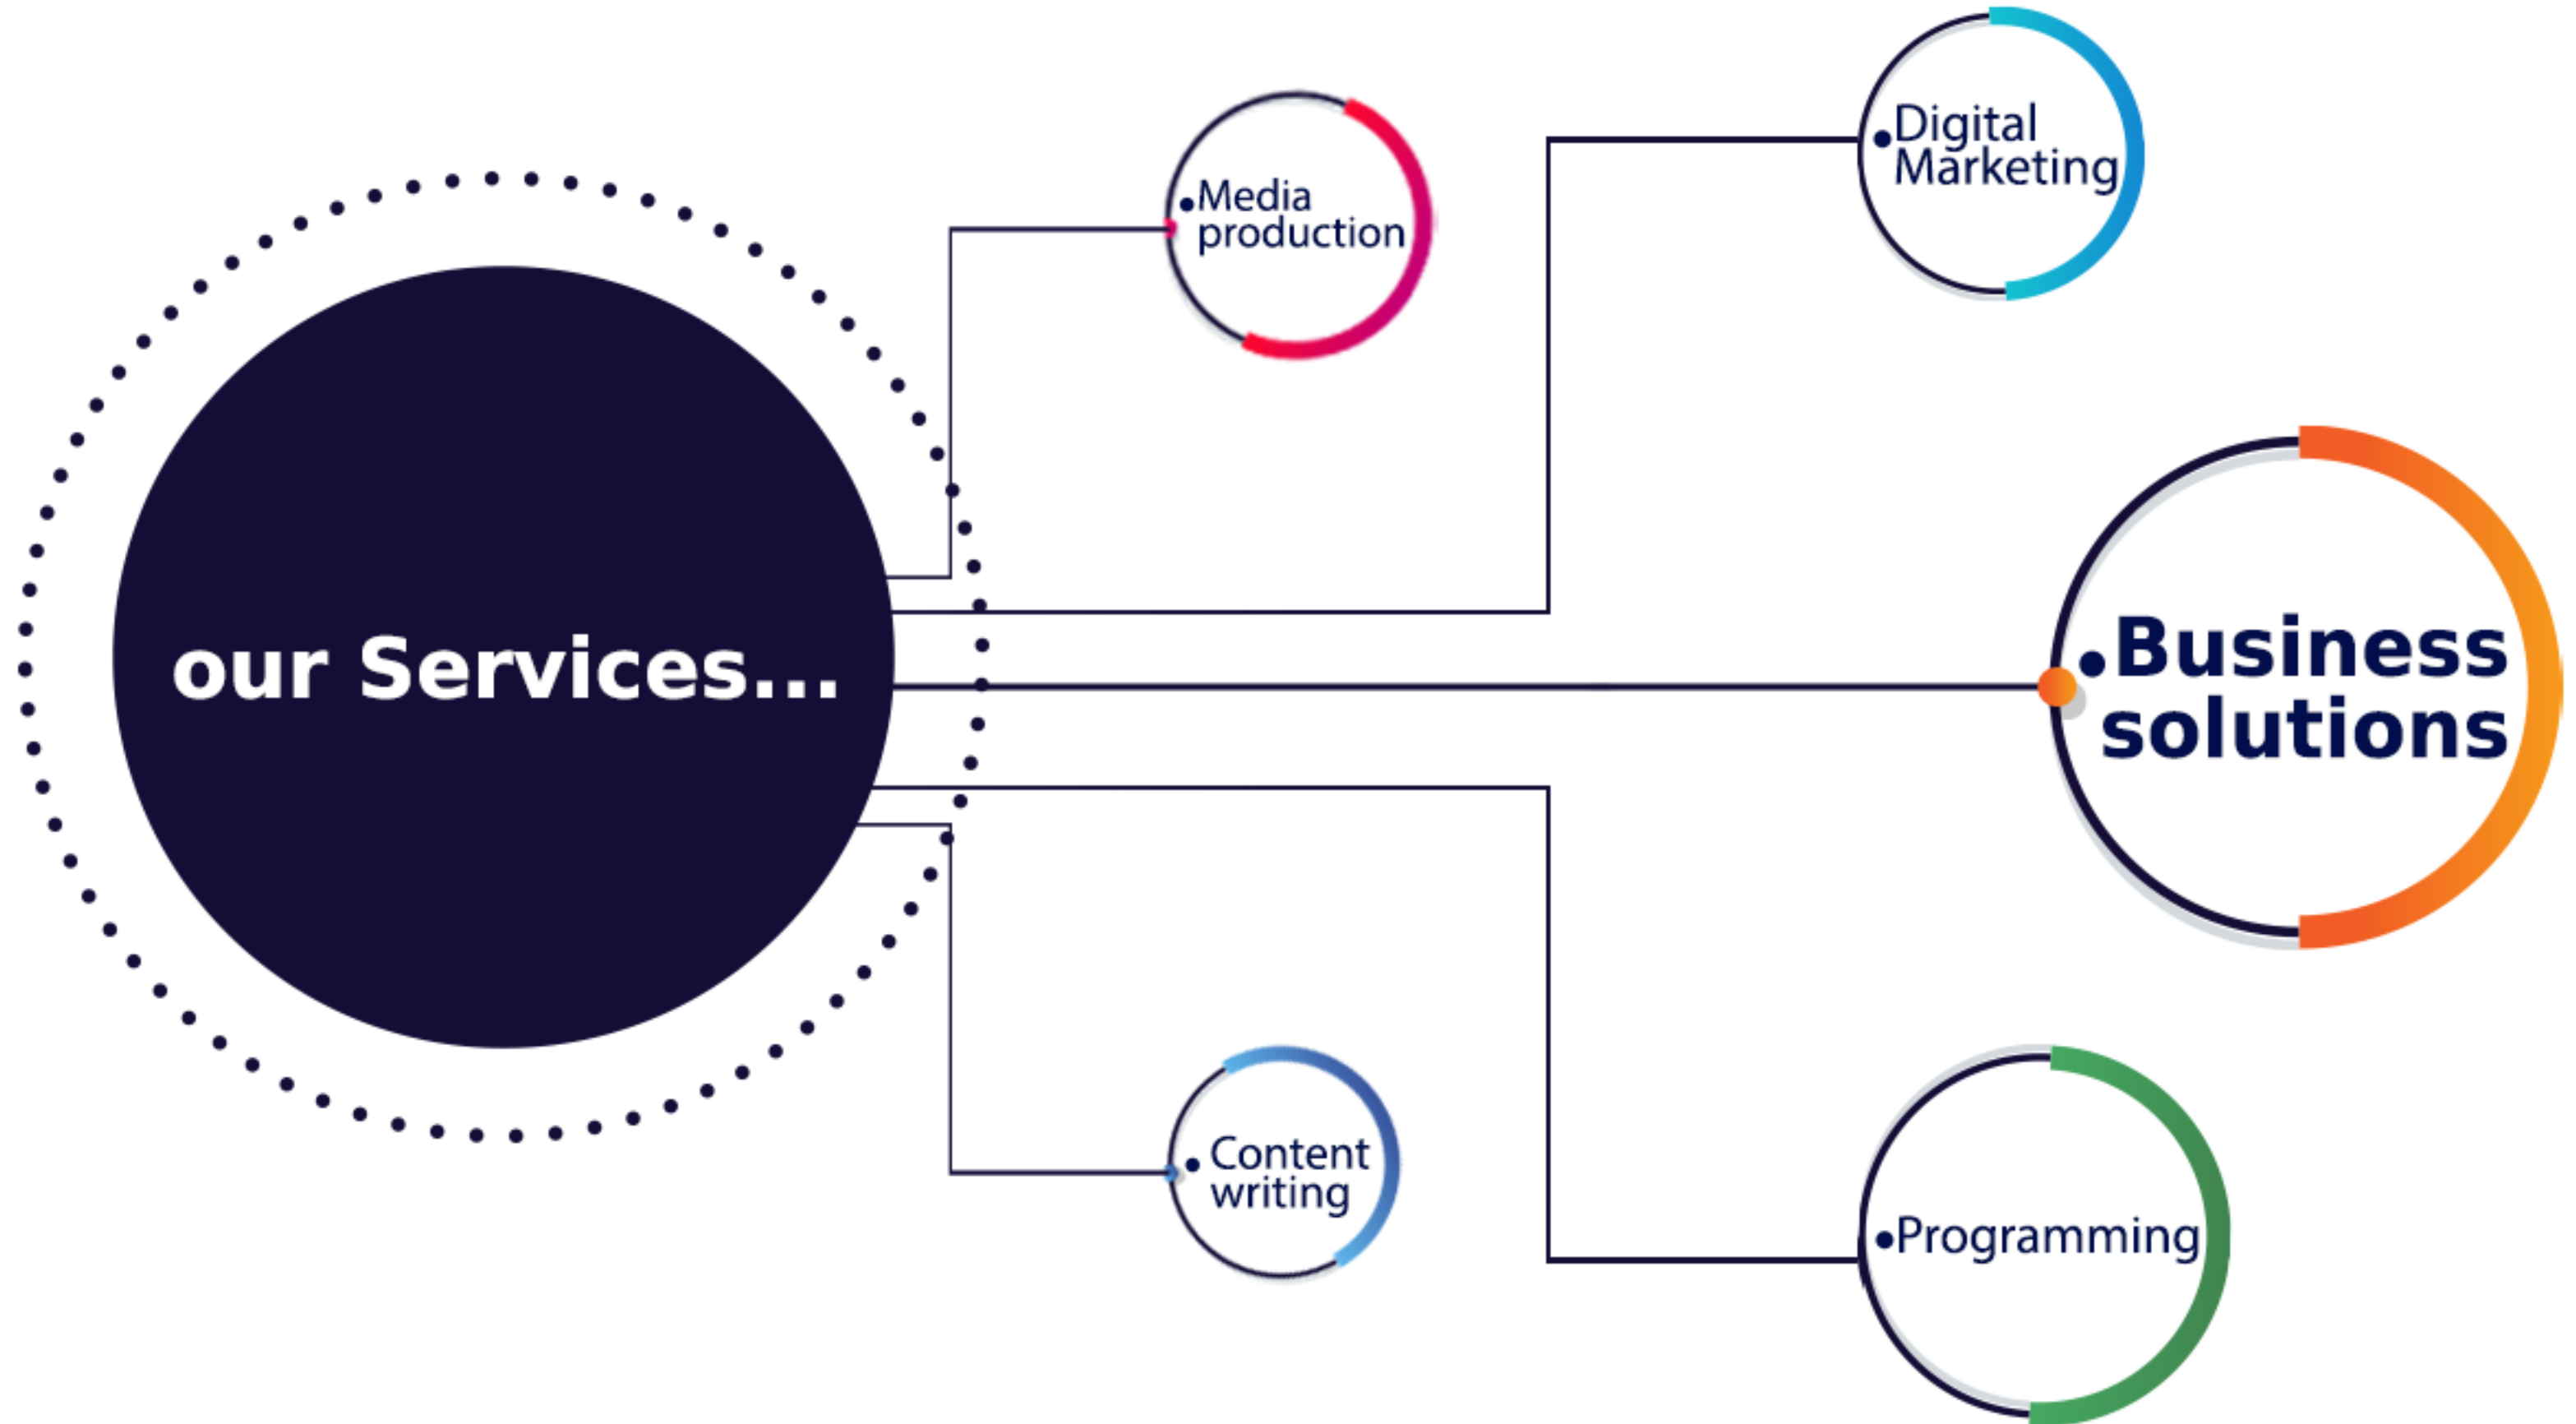 our Services...
•Media
production
•Digital
Marketing
•Business
solutions
• Content
writing
•Programming